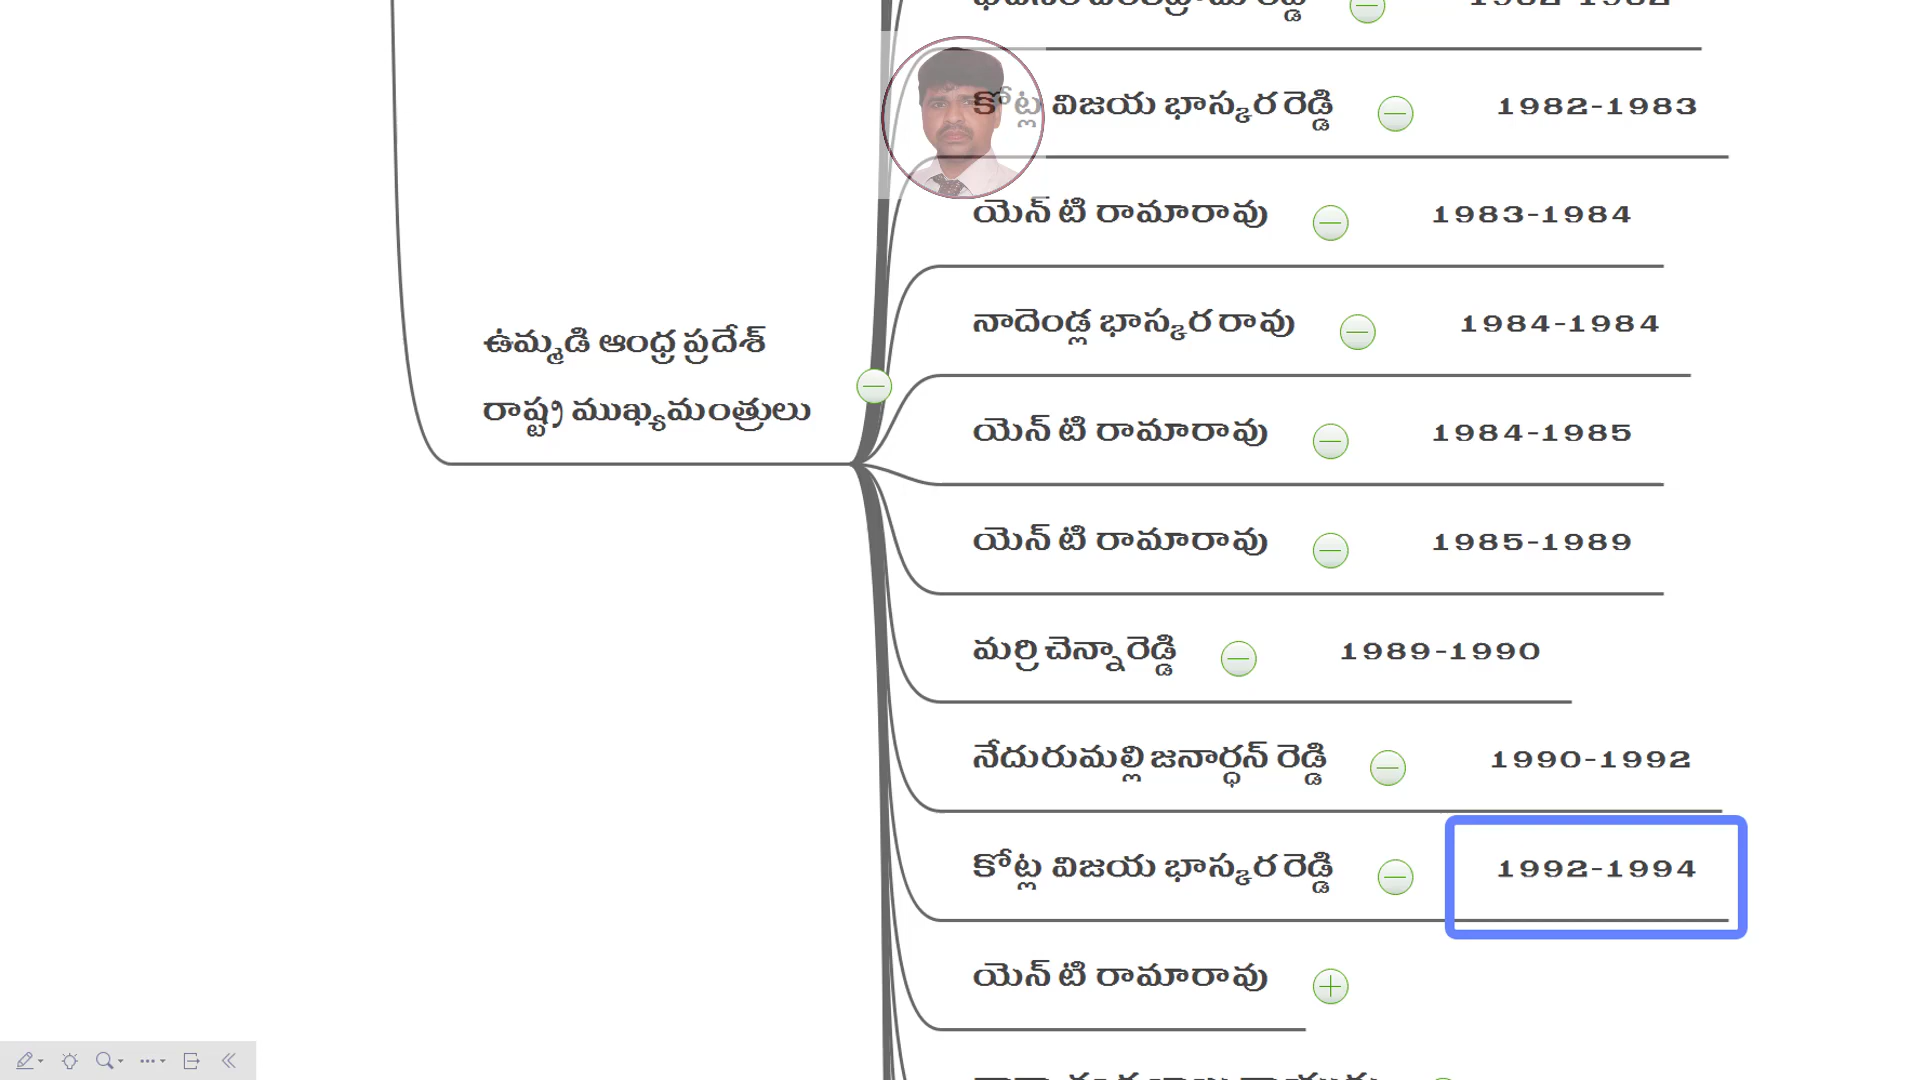 కోట్ల విజయ భాస్కర రెడ్డి 1982-1983
యెన్ టి రామారావు 1983-1984
నాదెండ్ల భాస్కర రావు 1984-1984
ఉమ్మడి ఆంధ్ర ప్రదేశ్
రాష్ట్ర ముఖ్యమంత్రులు
యెన్ టి రామారావు 1984-1985
యెన్ టి రామారావు 1985-1989
మర్రి చెన్నా రెడ్డి 1989-1990
నేదురుమల్లి జనార్ధన్ రెడ్డి 1990-1992
కోట్ల విజయ భాస్కర రెడ్డి 1992-1994
యెన్ టి రామారావు